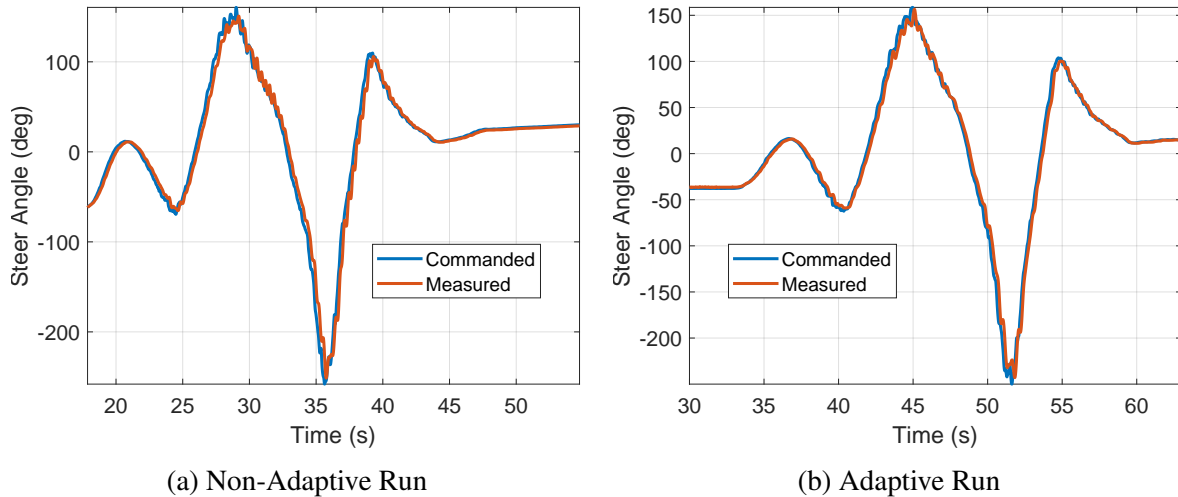 Steer Angle (deg)
100
0
-100
-200
20 25 30 35 40 45 50
Time (s)
Commanded
Measured
(a) Non-Adaptive Run
Steer Angle (deg)
150
100
50
0
-50
-100
-150
-200
30 35 40 45 50 55 60
Time (s)
Commanded
Measured
(b) Adaptive Run